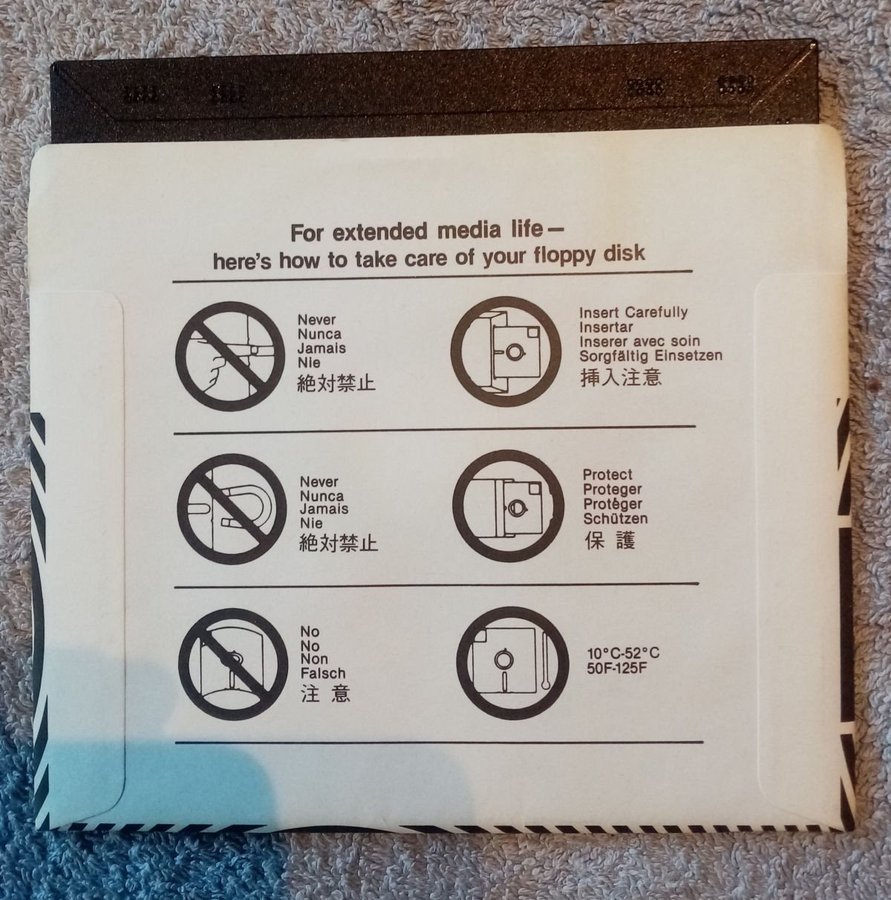 For extended media life—
here's how to take care of your floppy disk
Never
Nunca
Jamais
Nie
絶対禁止
Insert Carefully
Insertar
Inserer avec soin
Sorgfältig Einsetzen
挿入注意
Never
Nunca
Jamais
Nie
絶対禁止
Protect
Proteger
Protéger
Schützen
保 護
No
No
Non
Falsch
注 意
10°C-52°C
50F-125F